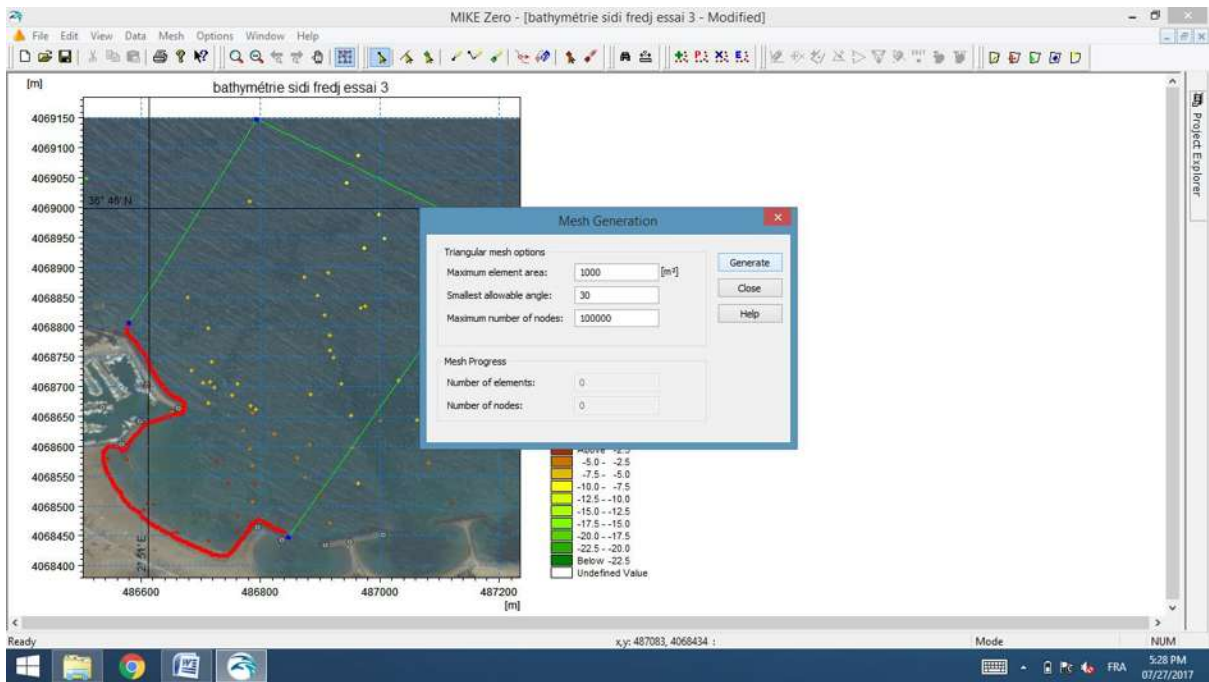 MIKE Zero - [bathymétrie sidi fredj essai 3 - Modified]
File Edit View Data Mesh Options Window Help
[m]
bathymétrie sidi fredj essai 3
4069150
4069100
4069050
4069000
4068950
4068900
4068850
4068800
4068750
4068700
4068650
4068600
4068550
4068500
4068450
4068400
36° 46' N
486600 486800 487000 487200
[m]
Mesh Generation
Triangular mesh options
Maximum element area: 1000 [m²]
Smallest allowable angle: 30
Maximum number of nodes: 100000
Generate
Close
Help
Mesh Progress
Number of elements: 0
Number of nodes: 0
Above -2.5
-5.0 - -2.5
-7.5 - -5.0
-10.0 - -7.5
-12.5 - -10.0
-15.0 - -12.5
-17.5 - -15.0
-20.0 - -17.5
-22.5 - -20.0
Below -22.5
Undefined Value
Project Explorer
Ready
x,y: 487083, 4068434 :
Mode
NUM
FRA
5:28 PM
07/27/2017